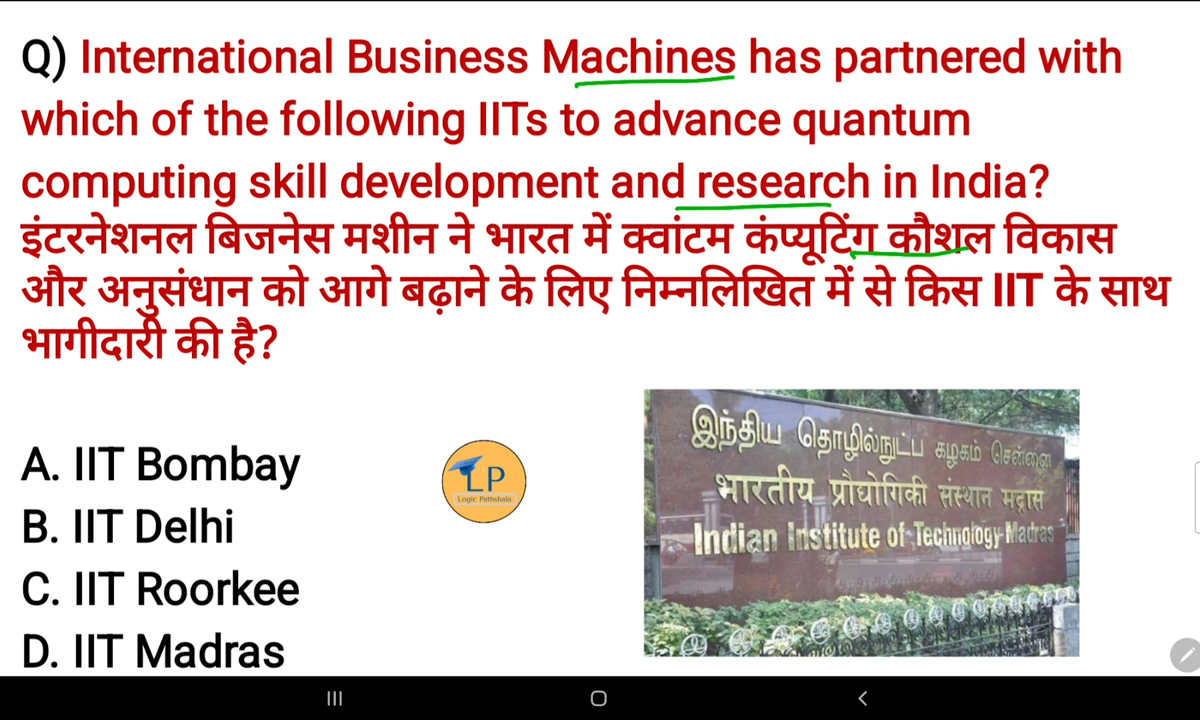 Q) International Business Machines has partnered with
which of the following IITs to advance quantum
computing skill development and research in India?
इंटरनेशनल बिजनेस मशीन ने भारत में क्वांटम कंप्यूटिंग कौशल विकास
और अनुसंधान को आगे बढ़ाने के लिए निम्नलिखित में से किस IIT के साथ
भागीदारी की है?
A. IIT Bombay
B. IIT Delhi
C. IIT Roorkee
D. IIT Madras
LP
Logic Pathshala
இந்திய தொழில்நுட்ப கழகம் சென்னை
भारतीय प्रौद्योगिकी संस्थान मद्रास
Indian Institute of Technology Madras